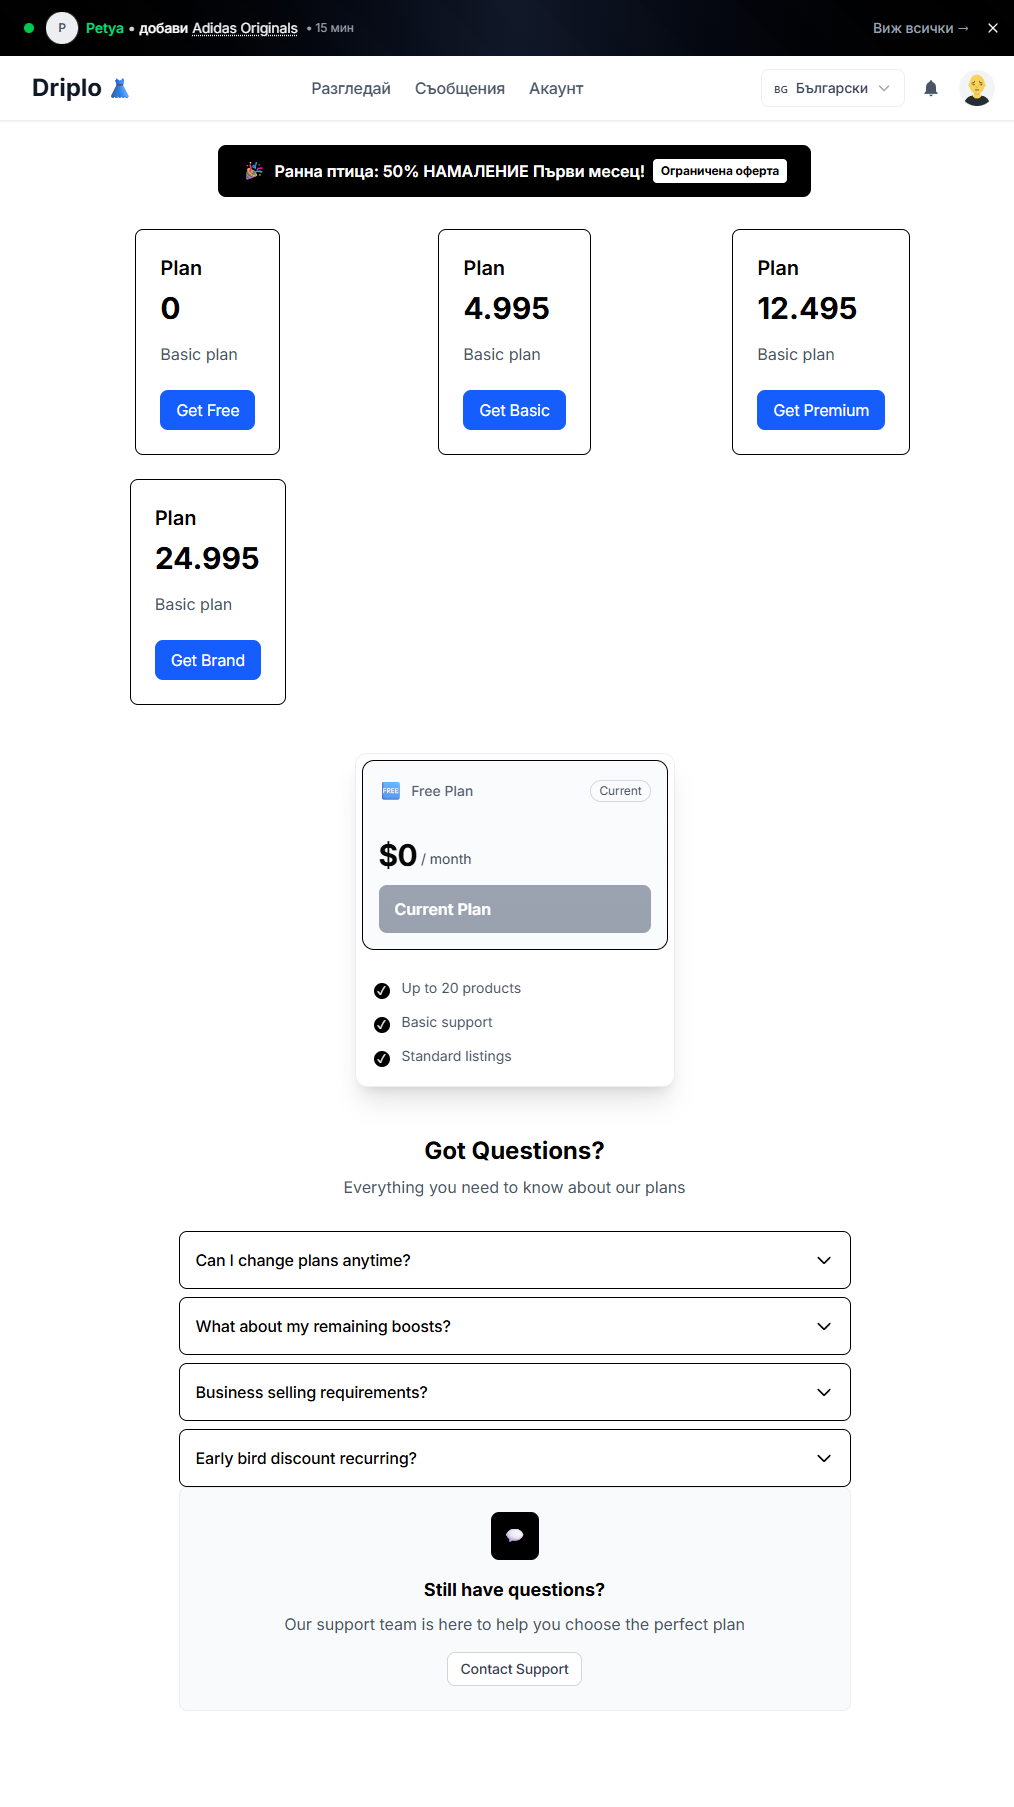 P Petya • добави Adidas Originals • 15 мин Виж всички →
Driplo Разгледай Съобщения Акаунт BG Български
Ранна птица: 50% НАМАЛЕНИЕ Първи месец! Ограничена оферта
Plan
0
Basic plan
Get Free
Plan
4.995
Basic plan
Get Basic
Plan
12.495
Basic plan
Get Premium
Plan
24.995
Basic plan
Get Brand
FREE Free Plan Current
$0 / month
Current Plan
Up to 20 products
Basic support
Standard listings
Got Questions?
Everything you need to know about our plans
Can I change plans anytime?
What about my remaining boosts?
Business selling requirements?
Early bird discount recurring?
Still have questions?
Our support team is here to help you choose the perfect plan
Contact Support